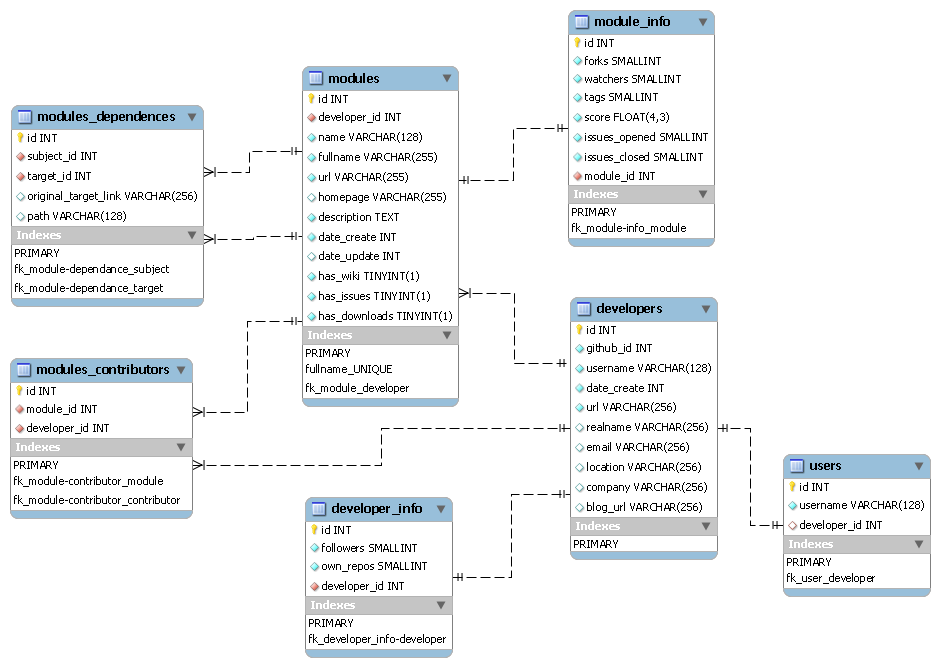 module_info
id INT
forks SMALLINT
watchers SMALLINT
tags SMALLINT
score FLOAT(4,3)
issues_opened SMALLINT
issues_closed SMALLINT
module_id INT
Indexes
PRIMARY
fk_module-info_module
modules
id INT
developer_id INT
name VARCHAR(128)
fullname VARCHAR(255)
url VARCHAR(255)
homepage VARCHAR(255)
description TEXT
date_create INT
date_update INT
has_wiki TINYINT(1)
has_issues TINYINT(1)
has_downloads TINYINT(1)
Indexes
PRIMARY
fullname_UNIQUE
fk_module_developer
modules_dependences
id INT
subject_id INT
target_id INT
original_target_link VARCHAR(256)
path VARCHAR(128)
Indexes
PRIMARY
fk_module-dependance_subject
fk_module-dependance_target
developers
id INT
github_id INT
username VARCHAR(128)
date_create INT
url VARCHAR(256)
realname VARCHAR(256)
email VARCHAR(256)
location VARCHAR(256)
company VARCHAR(256)
blog_url VARCHAR(256)
Indexes
PRIMARY
modules_contributors
id INT
module_id INT
developer_id INT
Indexes
PRIMARY
fk_module-contributor_module
fk_module-contributor_contributor
users
id INT
username VARCHAR(128)
developer_id INT
Indexes
PRIMARY
fk_user_developer
developer_info
id INT
followers SMALLINT
own_repos SMALLINT
developer_id INT
Indexes
PRIMARY
fk_developer_info-developer